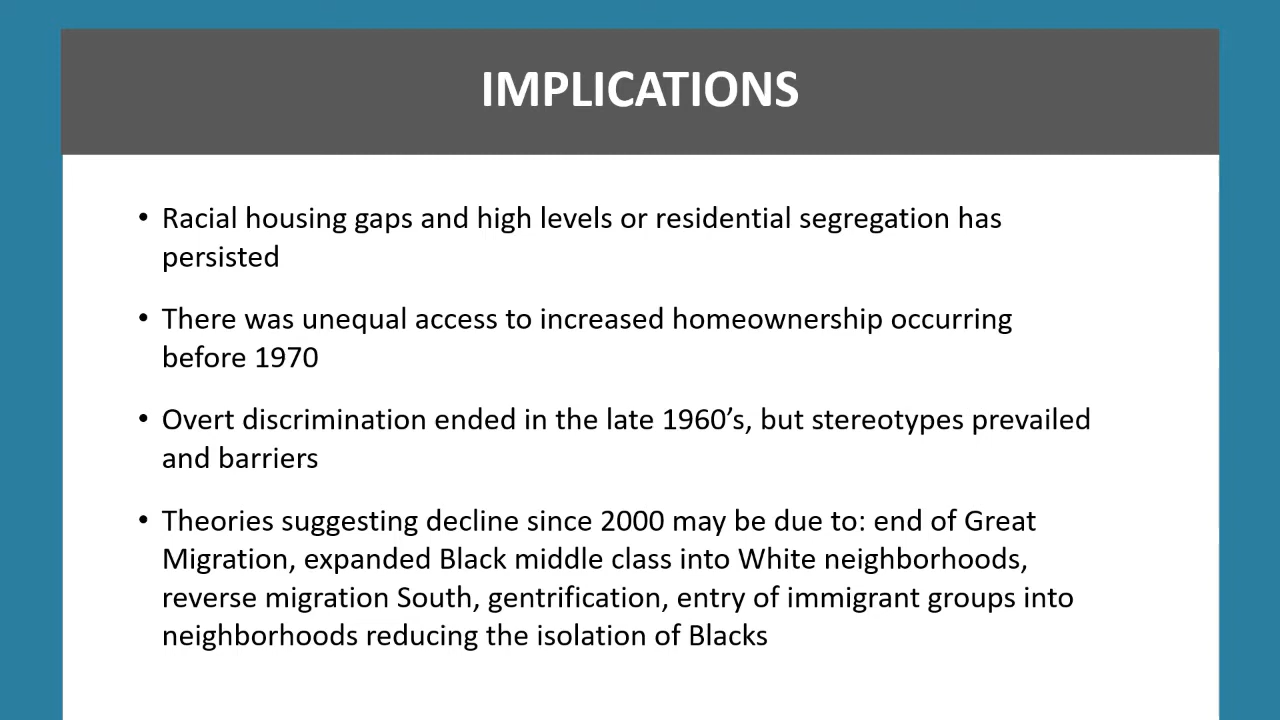 IMPLICATIONS
• Racial housing gaps and high levels or residential segregation has
persisted
• There was unequal access to increased homeownership occurring
before 1970
• Overt discrimination ended in the late 1960’s, but stereotypes prevailed
and barriers
• Theories suggesting decline since 2000 may be due to: end of Great
Migration, expanded Black middle class into White neighborhoods,
reverse migration South, gentrification, entry of immigrant groups into
neighborhoods reducing the isolation of Blacks